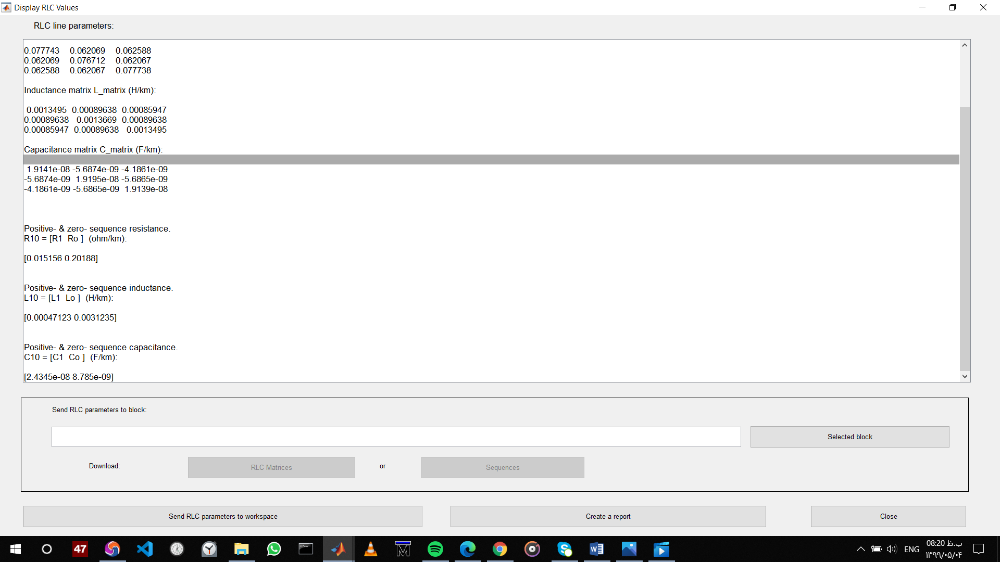 Display RLC Values
RLC line parameters:
0.077743 0.062069 0.062588
0.062069 0.076712 0.062067
0.062588 0.062067 0.077738
Inductance matrix L_matrix (H/km):
0.0013495 0.00089638 0.00085947
0.00089638 0.0013669 0.00089638
0.00085947 0.00089638 0.0013495
Capacitance matrix C_matrix (F/km):
1.9141e-08 -5.6874e-09 -4.1861e-09
-5.6874e-09 1.9195e-08 -5.6865e-09
-4.1861e-09 -5.6865e-09 1.9139e-08
Positive- & zero- sequence resistance.
R10 = [R1 Ro ] (ohm/km):
[0.015156 0.20188]
Positive- & zero- sequence inductance.
L10 = [L1 Lo ] (H/km):
[0.00047123 0.0031235]
Positive- & zero- sequence capacitance.
C10 = [C1 Co ] (F/km):
[2.4345e-08 8.785e-09]
Send RLC parameters to block:
Selected block
Download:
RLC Matrices
or
Sequences
Send RLC parameters to workspace
Create a report
Close
47
ENG
08:20 ب.ظ
۱۳۹۹/۰۵/۰۴